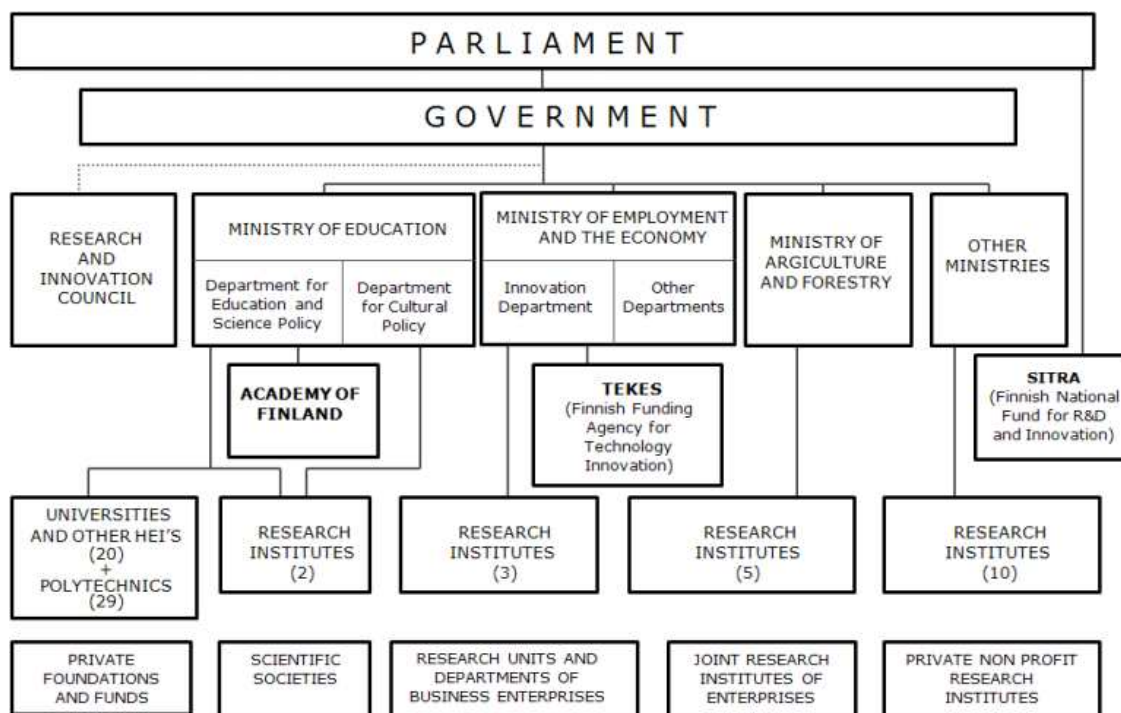 PARLIAMENT
GOVERNMENT
RESEARCH
AND
INNOVATION
COUNCIL
MINISTRY OF EDUCATION
Department for
Education and
Science Policy
Department
for Cultural
Policy
MINISTRY OF EMPLOYMENT
AND THE ECONOMY
Innovation
Department
Other
Departments
MINISTRY OF
ARGICULTURE
AND FORESTRY
OTHER
MINISTRIES
ACADEMY OF
FINLAND
TEKES
(Finnish Funding
Agency for
Technology
Innovation)
SITRA
(Finnish National
Fund for R&D
and Innovation)
UNIVERSITIES
AND OTHER HEI'S
(20)
+
POLYTECHNICS
(29)
RESEARCH
INSTITUTES
(2)
RESEARCH
INSTITUTES
(3)
RESEARCH
INSTITUTES
(5)
RESEARCH
INSTITUTES
(10)
PRIVATE
FOUNDATIONS
AND FUNDS
SCIENTIFIC
SOCIETIES
RESEARCH UNITS AND
DEPARTMENTS OF
BUSINESS ENTERPRISES
JOINT RESEARCH
INSTITUTES OF
ENTERPRISES
PRIVATE NON PROFIT
RESEARCH
INSTITUTES